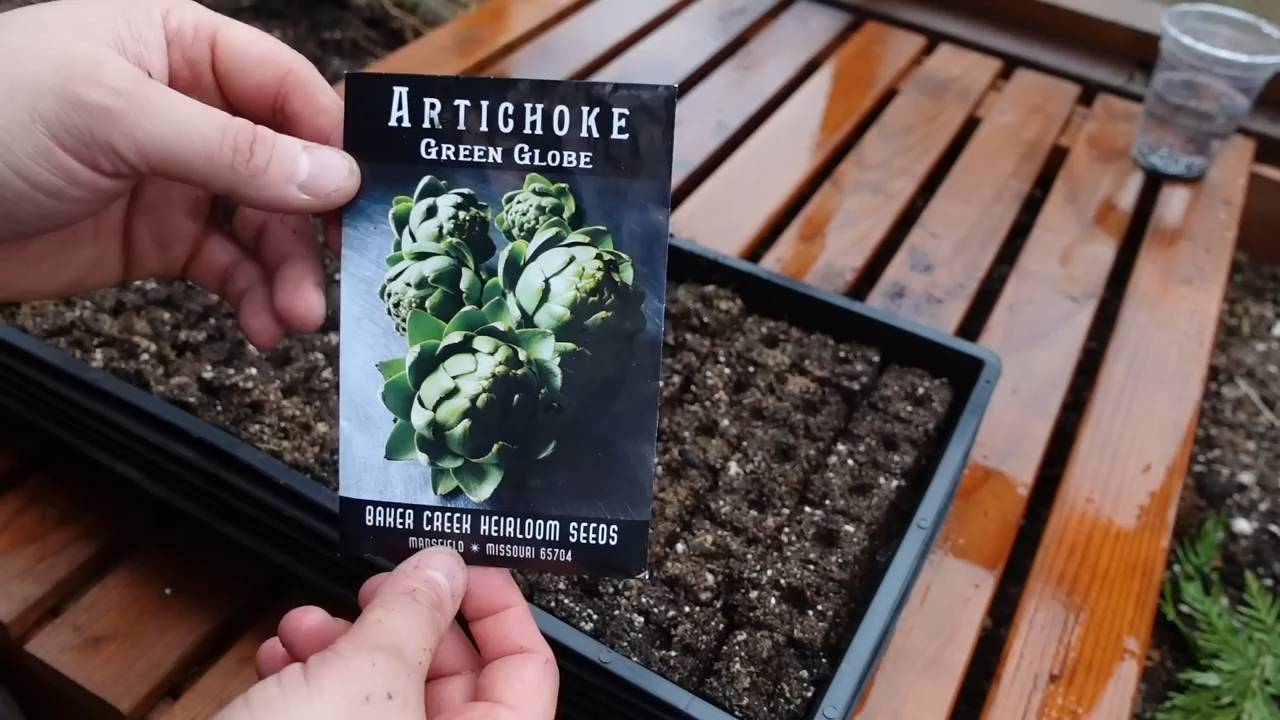 ARTICHOKE
GREEN GLOBE
BAKER CREEK HEIRLOOM SEEDS
MANSFIELD ✶ MISSOURI 65704